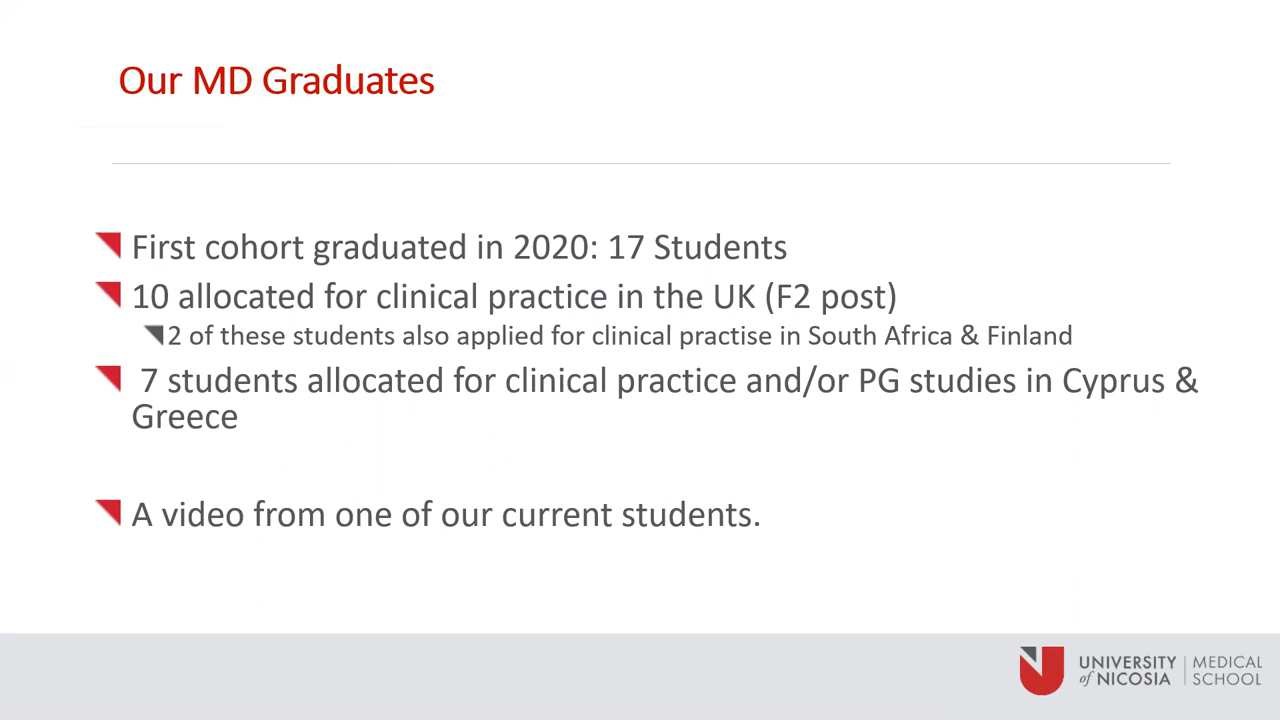 Our MD Graduates
First cohort graduated in 2020: 17 Students
10 allocated for clinical practice in the UK (F2 post)
2 of these students also applied for clinical practise in South Africa & Finland
7 students allocated for clinical practice and/or PG studies in Cyprus &
Greece
A video from one of our current students.
UNIVERSITY
of NICOSIA
MEDICAL
SCHOOL